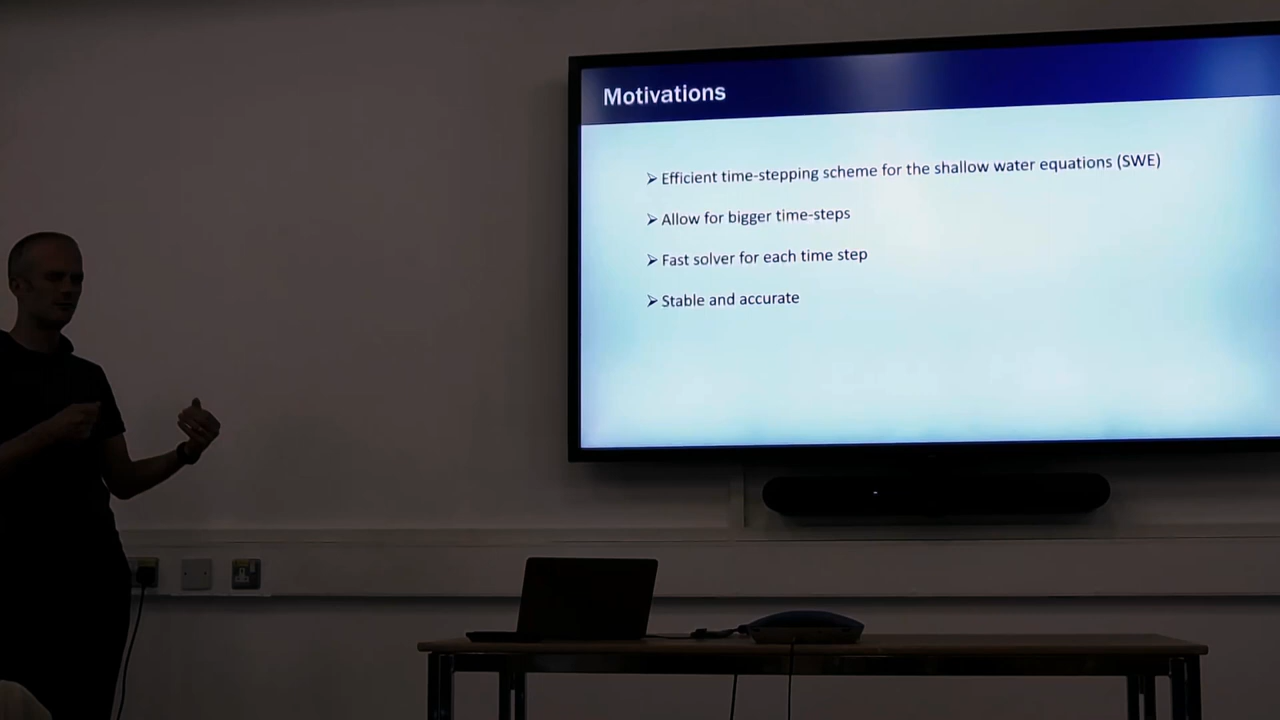 Motivations
➢ Efficient time-stepping scheme for the shallow water equations (SWE)
➢ Allow for bigger time-steps
➢ Fast solver for each time step
➢ Stable and accurate